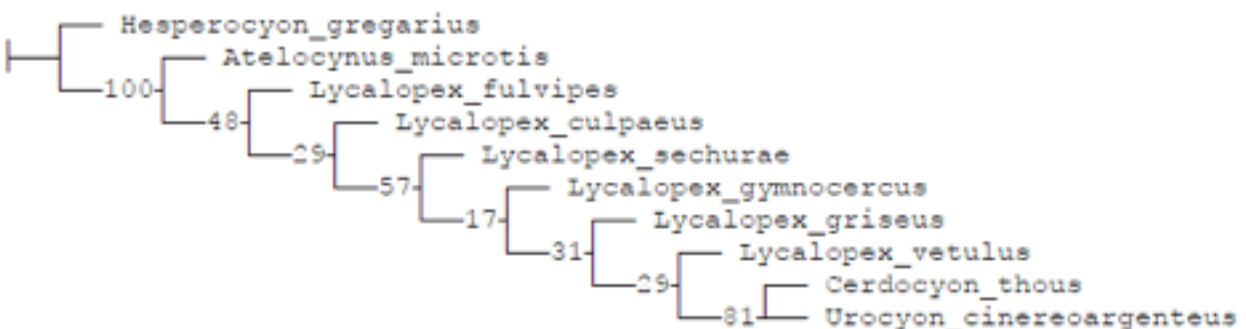 Hesperocyon_gregarius
Atelocynus_microtis
100
Lycalopex_fulvipes
48
Lycalopex_culpaeus
29
Lycalopex_sechurae
57
Lycalopex_gymnocercus
17
Lycalopex_griseus
31
Lycalopex_vetulus
29
Cerdocyon_thous
81
Urocyon_cinereoargenteus